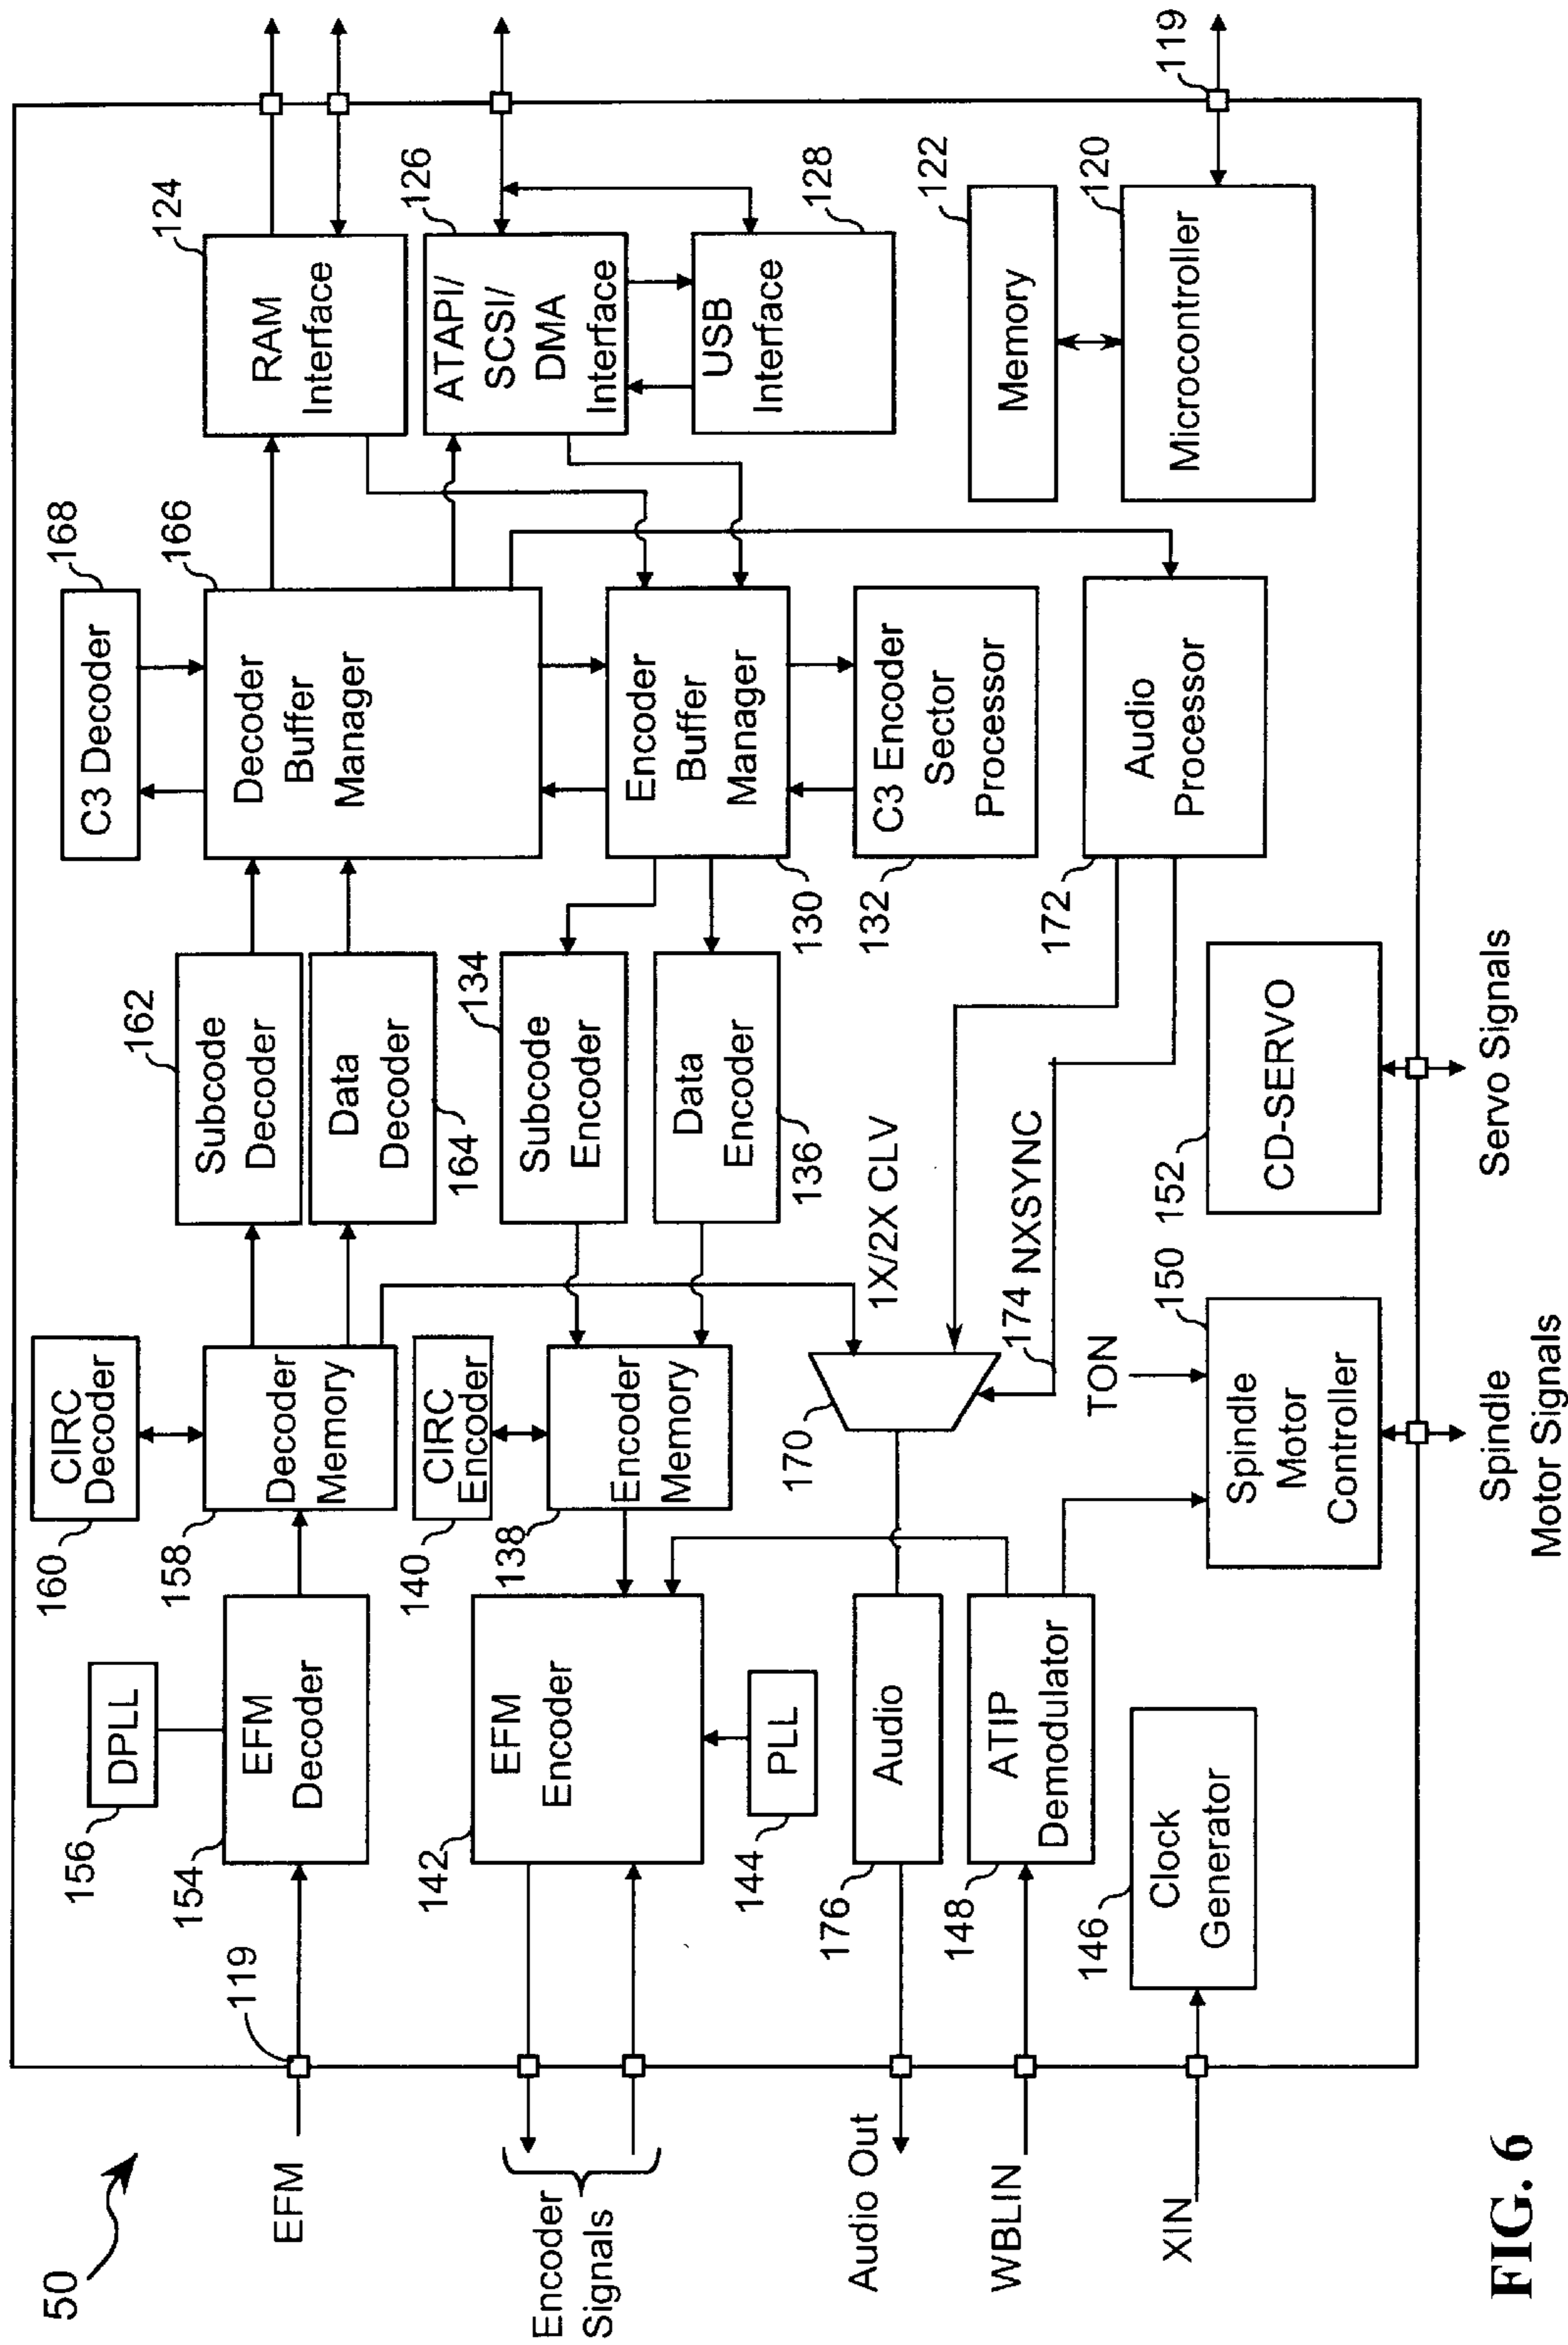 50
EFM
119
154
EFM
Decoder
156
DPLL
158
Decoder
Memory
160
CIRC
Decoder
162
Subcode
Decoder
Data
Decoder
164
168
C3 Decoder
166
Decoder
Buffer
Manager
124
RAM
Interface
126
ATAPI/
SCSI/
DMA
Interface
128
USB
Interface
Encoder
Signals
142
EFM
Encoder
144
PLL
140
CIRC
Encoder
138
Encoder
Memory
134
Subcode
Encoder
Data
Encoder
136
Encoder
Buffer
Manager
130
C3 Encoder
Sector
Processor
132
122
Memory
120
Microcontroller
119
Audio Out
176
Audio
170
1X/2X CLV
174
NXSYNC
172
Audio
Processor
WBLIN
148
ATIP
Demodulator
TON
150
Spindle
Motor
Controller
152
CD-SERVO
XIN
146
Clock
Generator
Spindle
Motor Signals
Servo Signals
FIG. 6